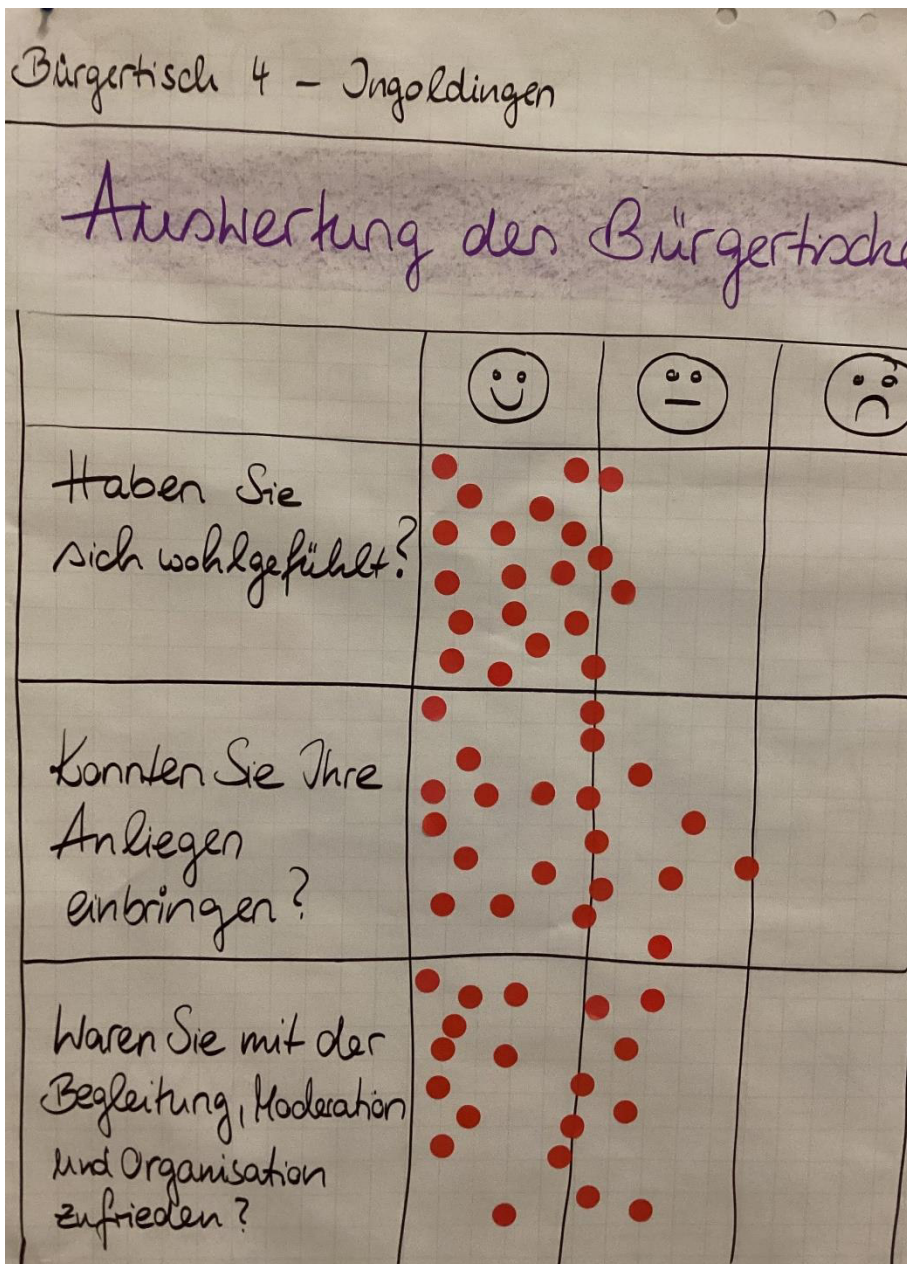 Bürgertisch 4 - Ingoldingen
Auswertung des Bürgertische
Haben Sie
sich wohlgefühlt?
Konnten Sie Ihre
Anliegen
einbringen?
Waren Sie mit der
Begleitung, Moderation
und Organisation
zufrieden?